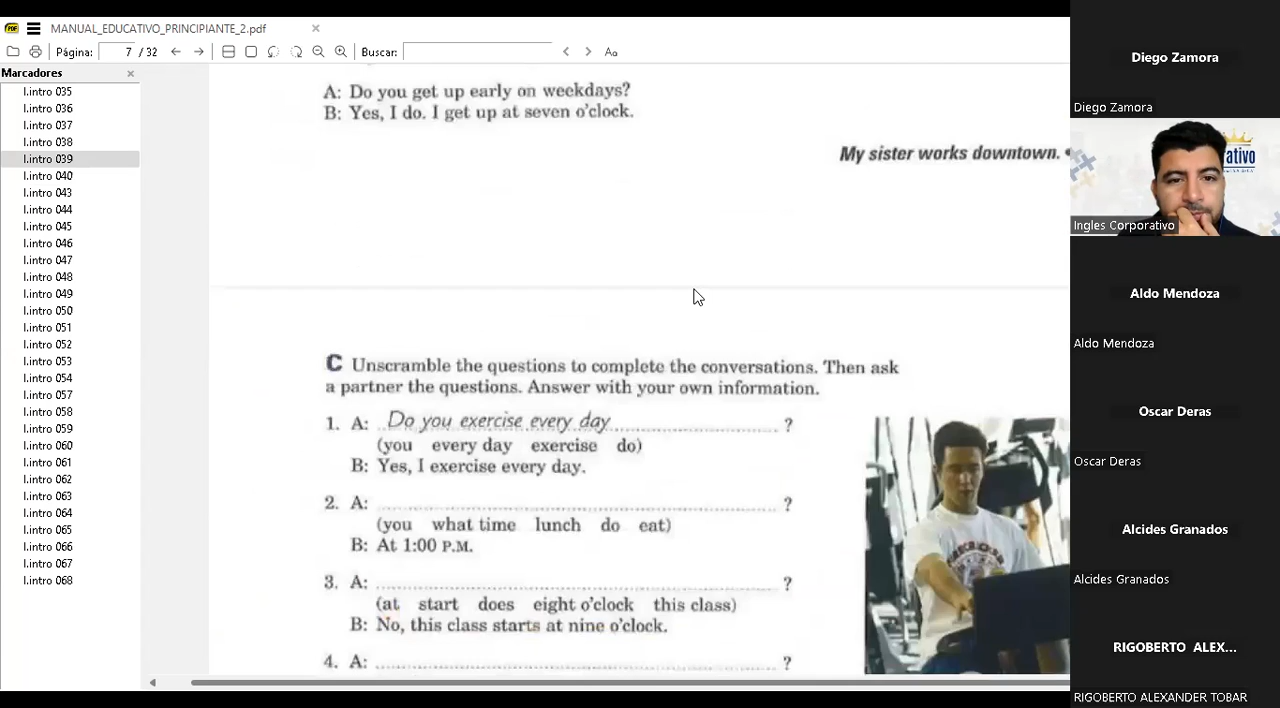 MANUAL_EDUCATIVO_PRINCIPIANTE_2.pdf
Página: 7 / 32 Buscar: Aa
Marcadores
I.intro 035
I.intro 036
I.intro 037
I.intro 038
I.intro 039
I.intro 040
I.intro 043
I.intro 044
I.intro 045
I.intro 046
I.intro 047
I.intro 048
I.intro 049
I.intro 050
I.intro 051
I.intro 052
I.intro 053
I.intro 054
I.intro 057
I.intro 058
I.intro 059
I.intro 060
I.intro 061
I.intro 062
I.intro 063
I.intro 064
I.intro 065
I.intro 066
I.intro 067
I.intro 068
A: Do you get up early on weekdays?
B: Yes, I do. I get up at seven o'clock.
My sister works downtown. •
C Unscramble the questions to complete the conversations. Then ask
a partner the questions. Answer with your own information.
1. A: Do you exercise every day ?
(you every day exercise do)
B: Yes, I exercise every day.
2. A: ?
(you what time lunch do eat)
B: At 1:00 P.M.
3. A: ?
(at start does eight o'clock this class)
B: No, this class starts at nine o'clock.
4. A: ?
Diego Zamora
Diego Zamora
ativo
Ingles Corporativo
Aldo Mendoza
Aldo Mendoza
Oscar Deras
Oscar Deras
Alcides Granados
Alcides Granados
RIGOBERTO ALEX...
RIGOBERTO ALEXANDER TOBAR